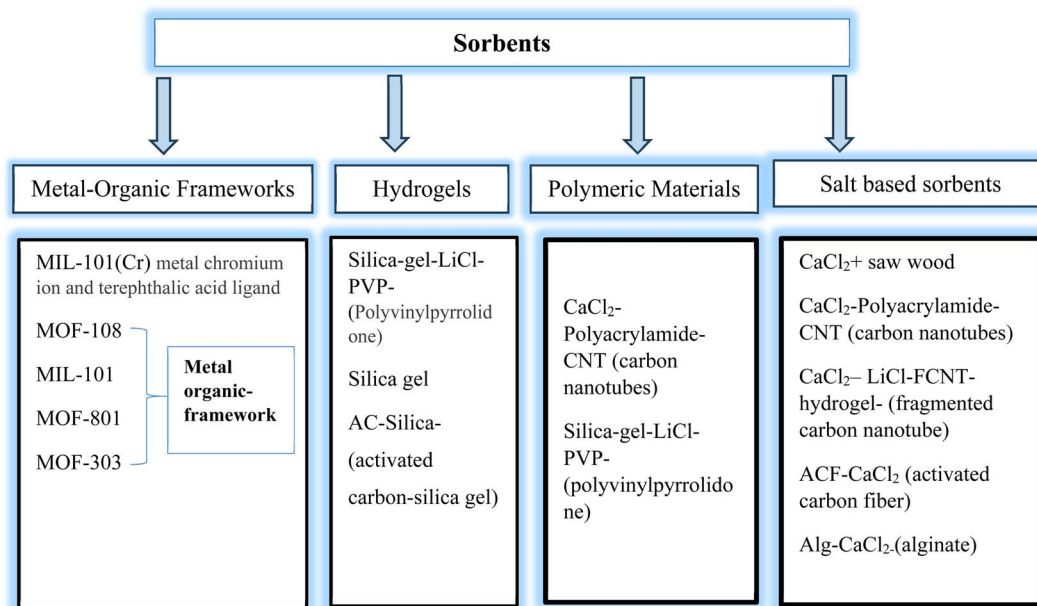 Sorbents
Metal-Organic Frameworks
Hydrogels
Polymeric Materials
Salt based sorbents
MIL-101(Cr) metal chromium
ion and terephthalic acid ligand
MOF-108
MIL-101
MOF-801
MOF-303
Metal
organic-
framework
Silica-gel-LiCl-
PVP-
(Polyvinylpyrrolid
one)
Silica gel
AC-Silica-
(activated
carbon-silica gel)
CaCl₂-
Polyacrylamide-
CNT (carbon
nanotubes)
Silica-gel-LiCl-
PVP-
(polyvinylpyrrolido
ne)
CaCl₂+ saw wood
CaCl₂-Polyacrylamide-
CNT (carbon nanotubes)
CaCl₂– LiCl-FCNT-
hydrogel- (fragmented
carbon nanotube)
ACF-CaCl₂ (activated
carbon fiber)
Alg-CaCl₂-(alginate)